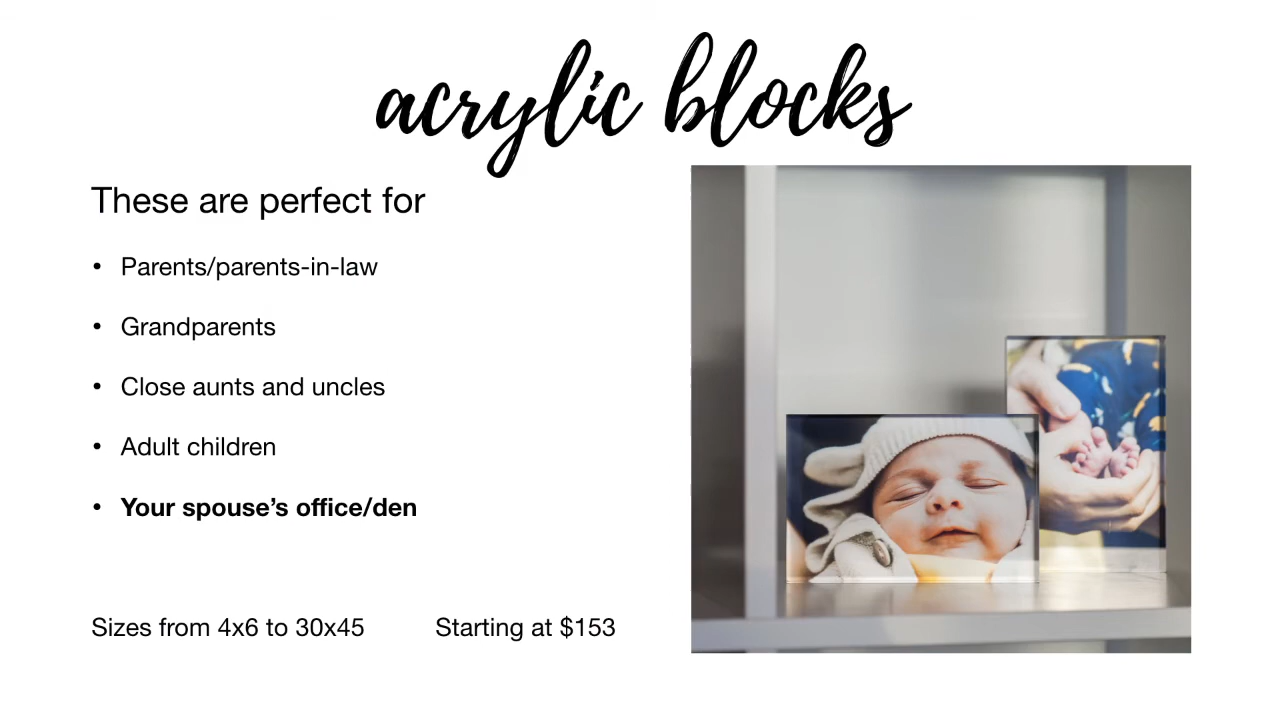 acrylic blocks
These are perfect for
• Parents/parents-in-law
• Grandparents
• Close aunts and uncles
• Adult children
• Your spouse’s office/den
Sizes from 4x6 to 30x45 Starting at $153